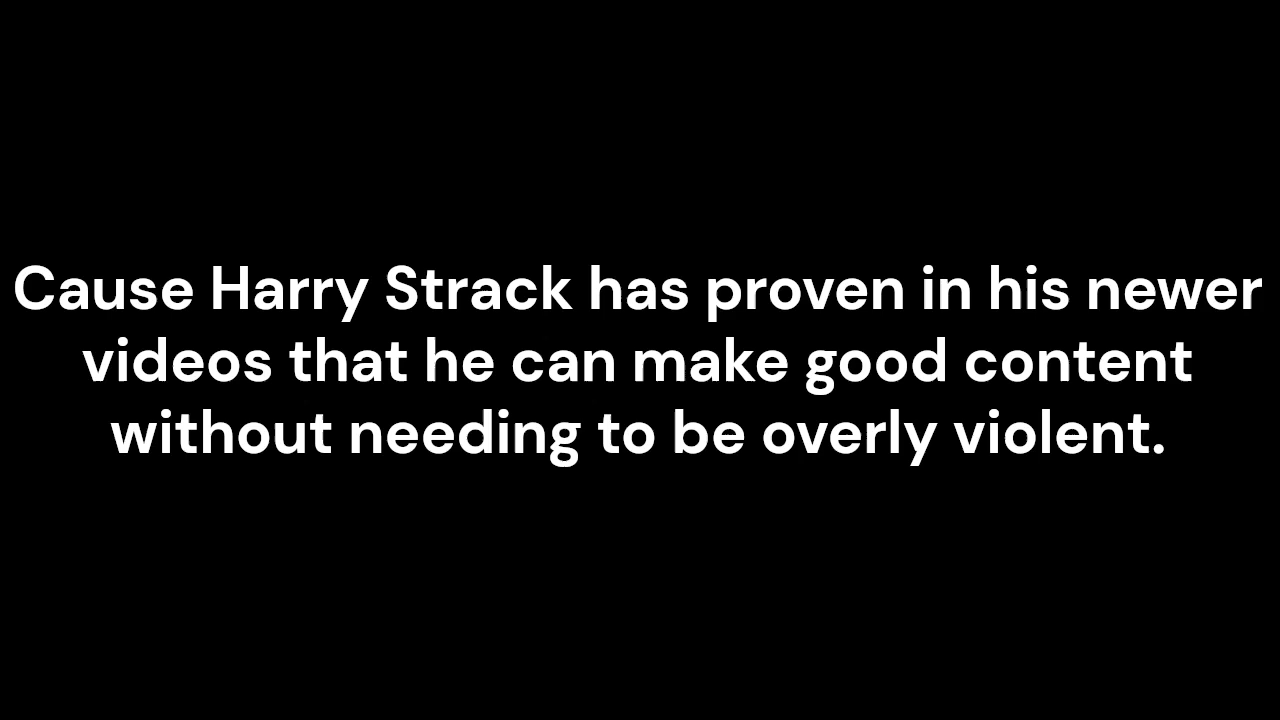 Cause Harry Strack has proven in his newer
videos that he can make good content
without needing to be overly violent.